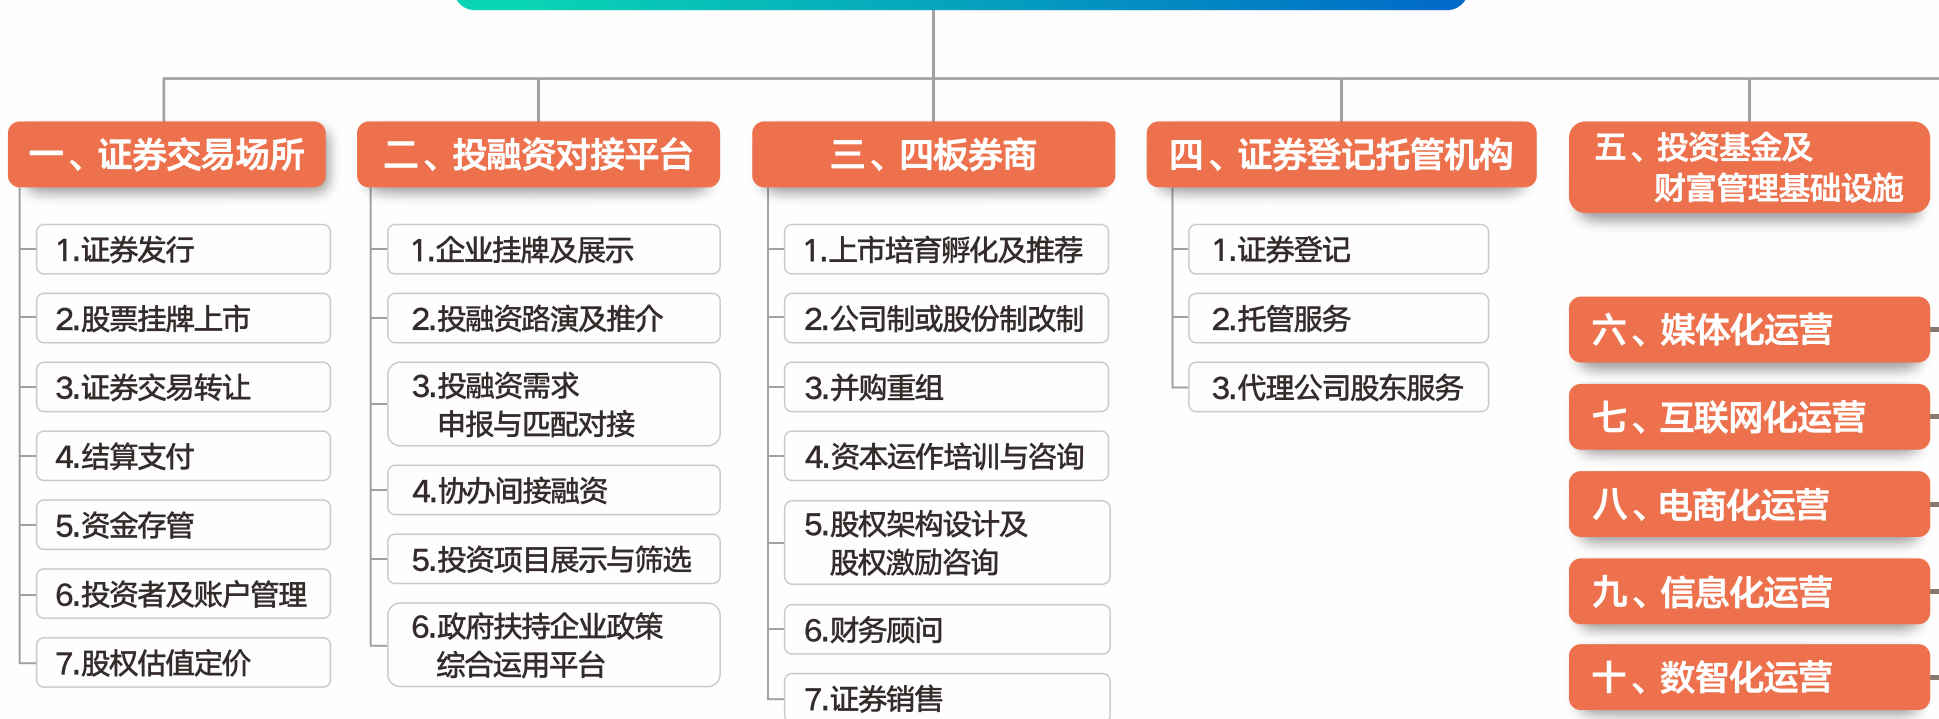 一、证券交易场所
1.证券发行
2.股票挂牌上市
3.证券交易转让
4.结算支付
5.资金存管
6.投资者及账户管理
7.股权估值定价
二、投融资对接平台
1.企业挂牌及展示
2.投融资路演及推介
3.投融资需求
申报与匹配对接
4.协办间接融资
5.投资项目展示与筛选
6.政府扶持企业政策
综合运用平台
三、四板券商
1.上市培育孵化及推荐
2.公司制或股份制改制
3.并购重组
4.资本运作培训与咨询
5.股权架构设计及
股权激励咨询
6.财务顾问
7.证券销售
四、证券登记托管机构
1.证券登记
2.托管服务
3.代理公司股东服务
五、投资基金及
财富管理基础设施
六、媒体化运营
七、互联网化运营
八、电商化运营
九、信息化运营
十、数智化运营